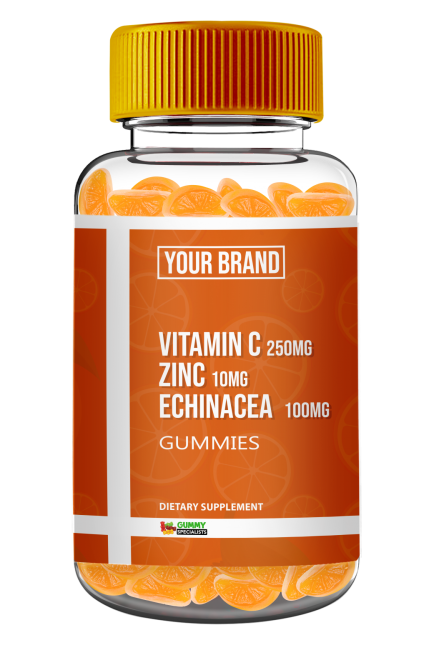 YOUR BRAND
VITAMIN C 250MG
ZINC 10MG
ECHINACEA 100MG
GUMMIES
DIETARY SUPPLEMENT
GUMMY
SPECIALISTS